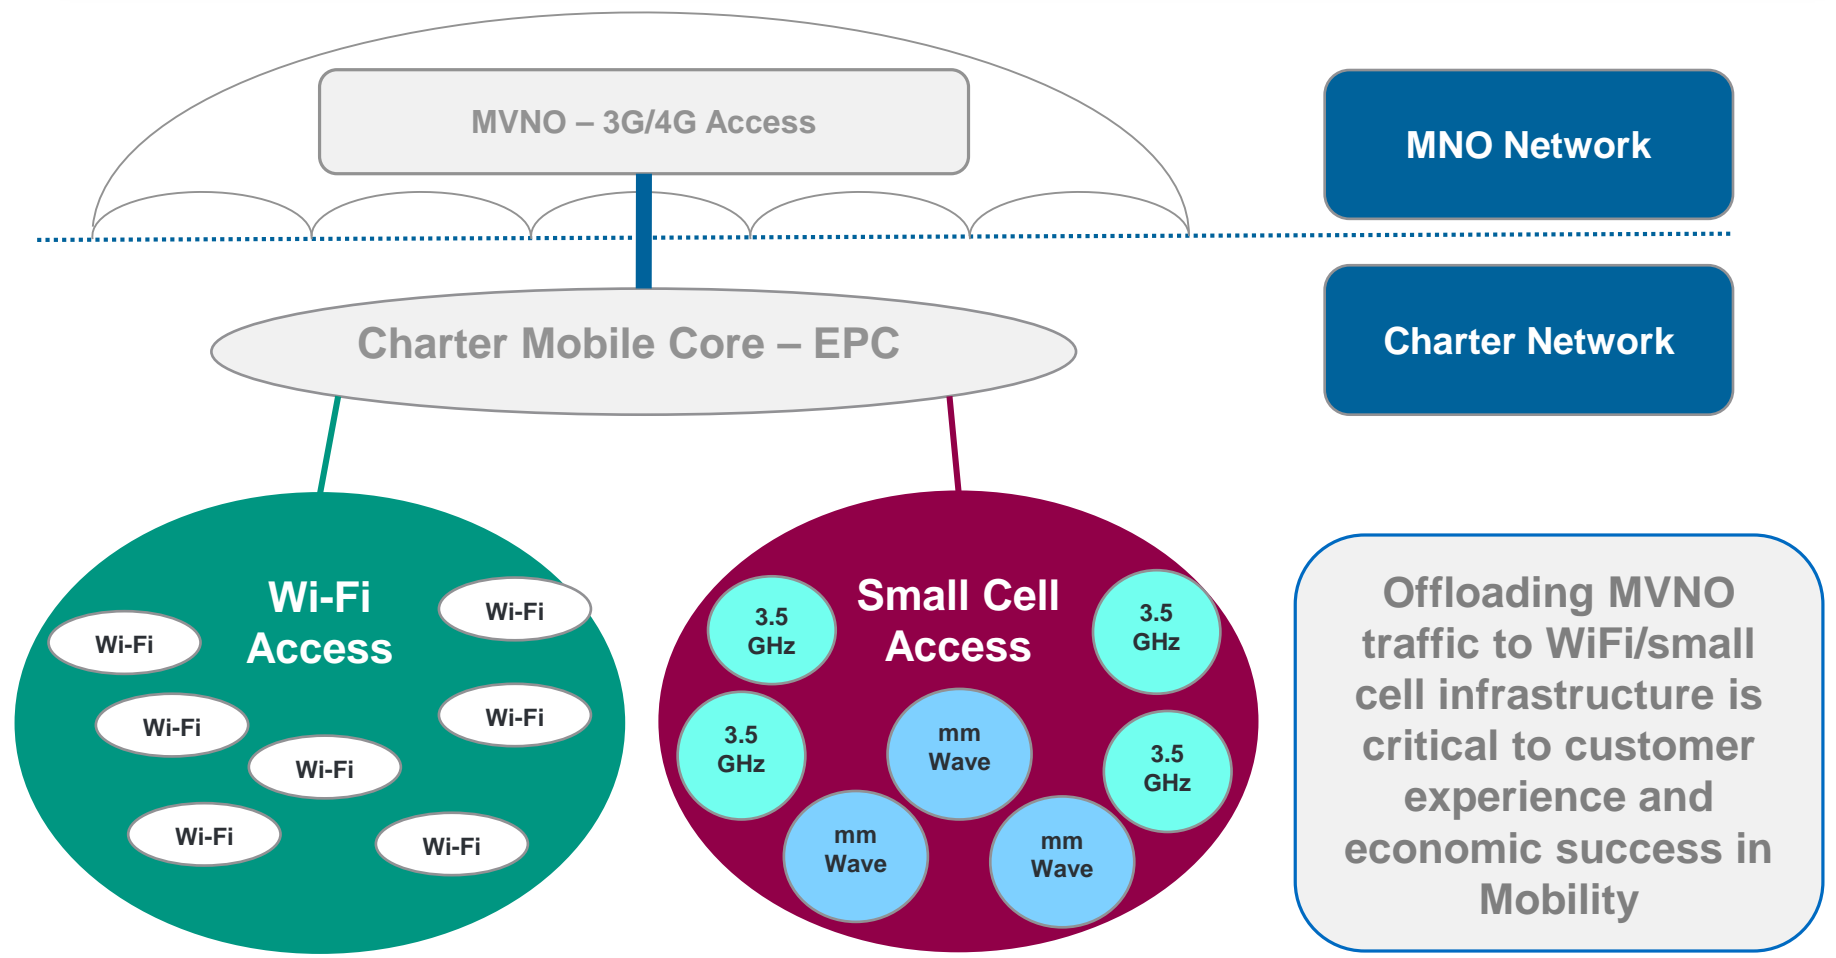 MVNO – 3G/4G Access
MNO Network
Charter Mobile Core – EPC
Charter Network
Wi-Fi
Access
Wi-Fi
Wi-Fi
Wi-Fi
Wi-Fi
Wi-Fi
Wi-Fi
Wi-Fi
Small Cell
Access
3.5
GHz
3.5
GHz
3.5
GHz
mm
Wave
3.5
GHz
mm
Wave
mm
Wave
Offloading MVNO
traffic to WiFi/small
cell infrastructure is
critical to customer
experience and
economic success in
Mobility